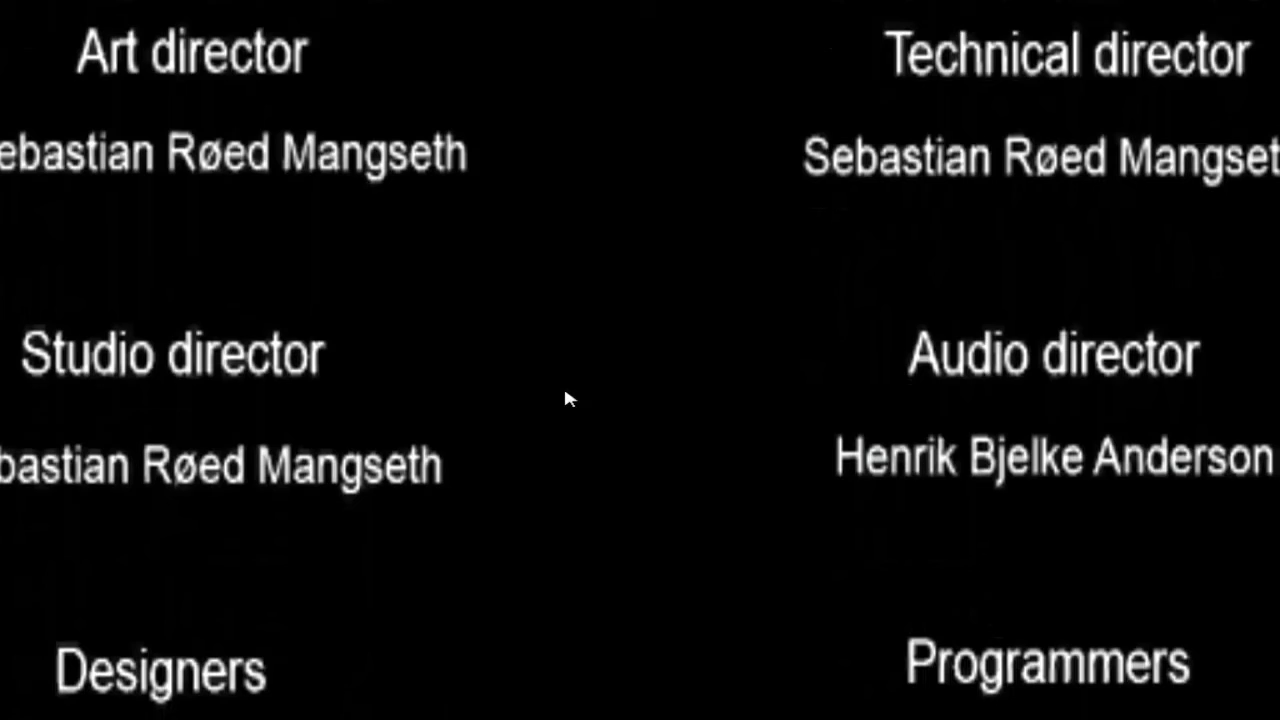 Art director
ebastian Røed Mangseth
Technical director
Sebastian Røed Mangset
Studio director
bastian Røed Mangseth
Audio director
Henrik Bjelke Anderson
Designers
Programmers